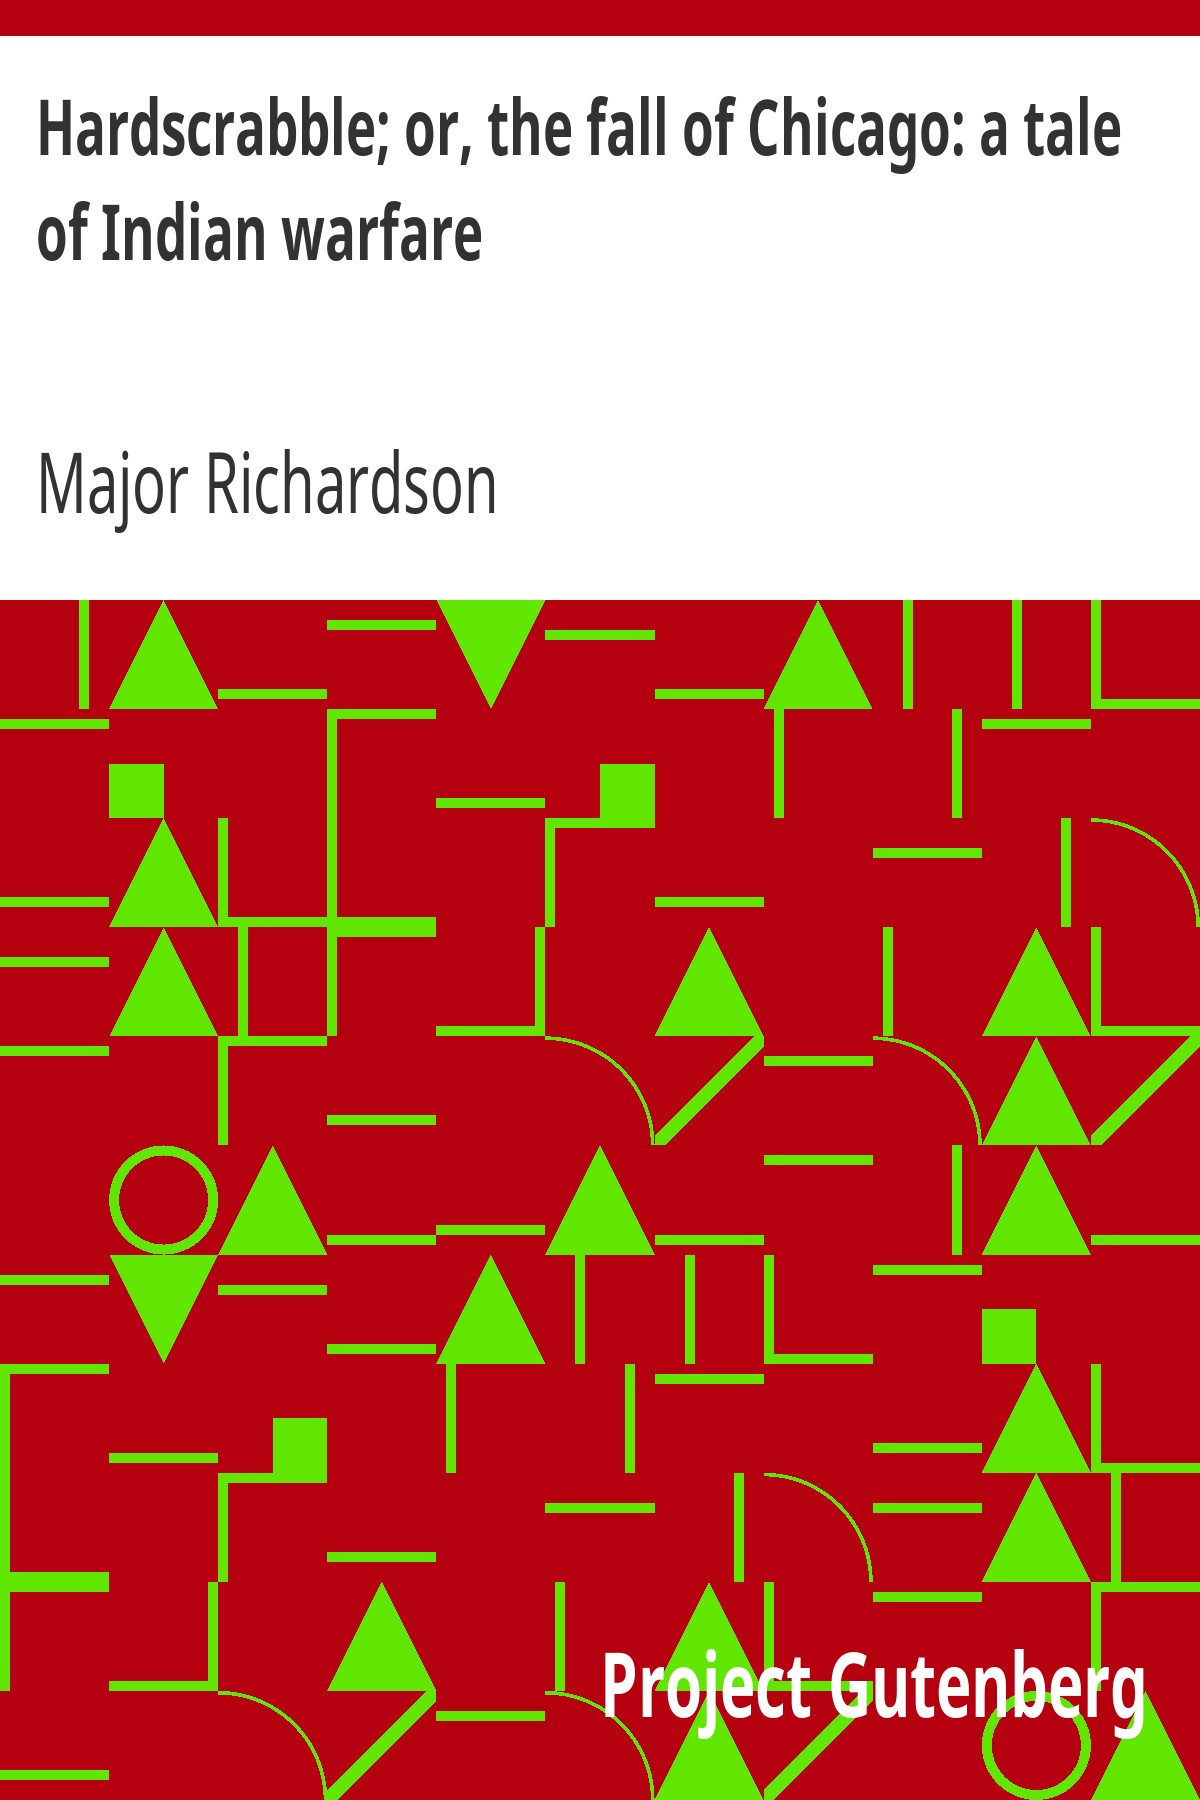 Hardscrabble; or, the fall of Chicago: a tale
of Indian warfare
Major Richardson
Project Gutenberg